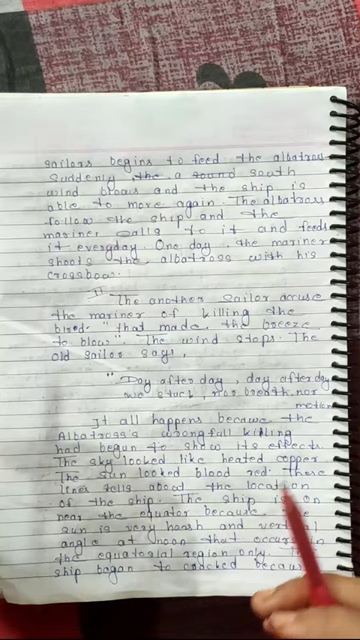 sailors begins to feed the albatross
Suddenly the a sound south
wind blows and the ship is
able to move again. The albatross
follow the ship and the
mariner calls to it and feeds
it everyday. One day, the mariner
shoots the albatross with his
crossbow.
II
The another Sailor accuse
the mariner of killing the
bird. "that made the breeze
to blow" The wind stops. The
old sailor says,
"Day after day, day after day
we stuck, nor breath, nor
motion
It all happens because the
Albatross's wrongfull killing
had begun to show its effects
The sky looked like heated copper
The sun looked blood red. These
lines tells about the location
of the ship. The ship is on
near the equator because
sun is very harsh and vertical
angle at noon that occurs in
the equatorial region only.
ship began to cracked because